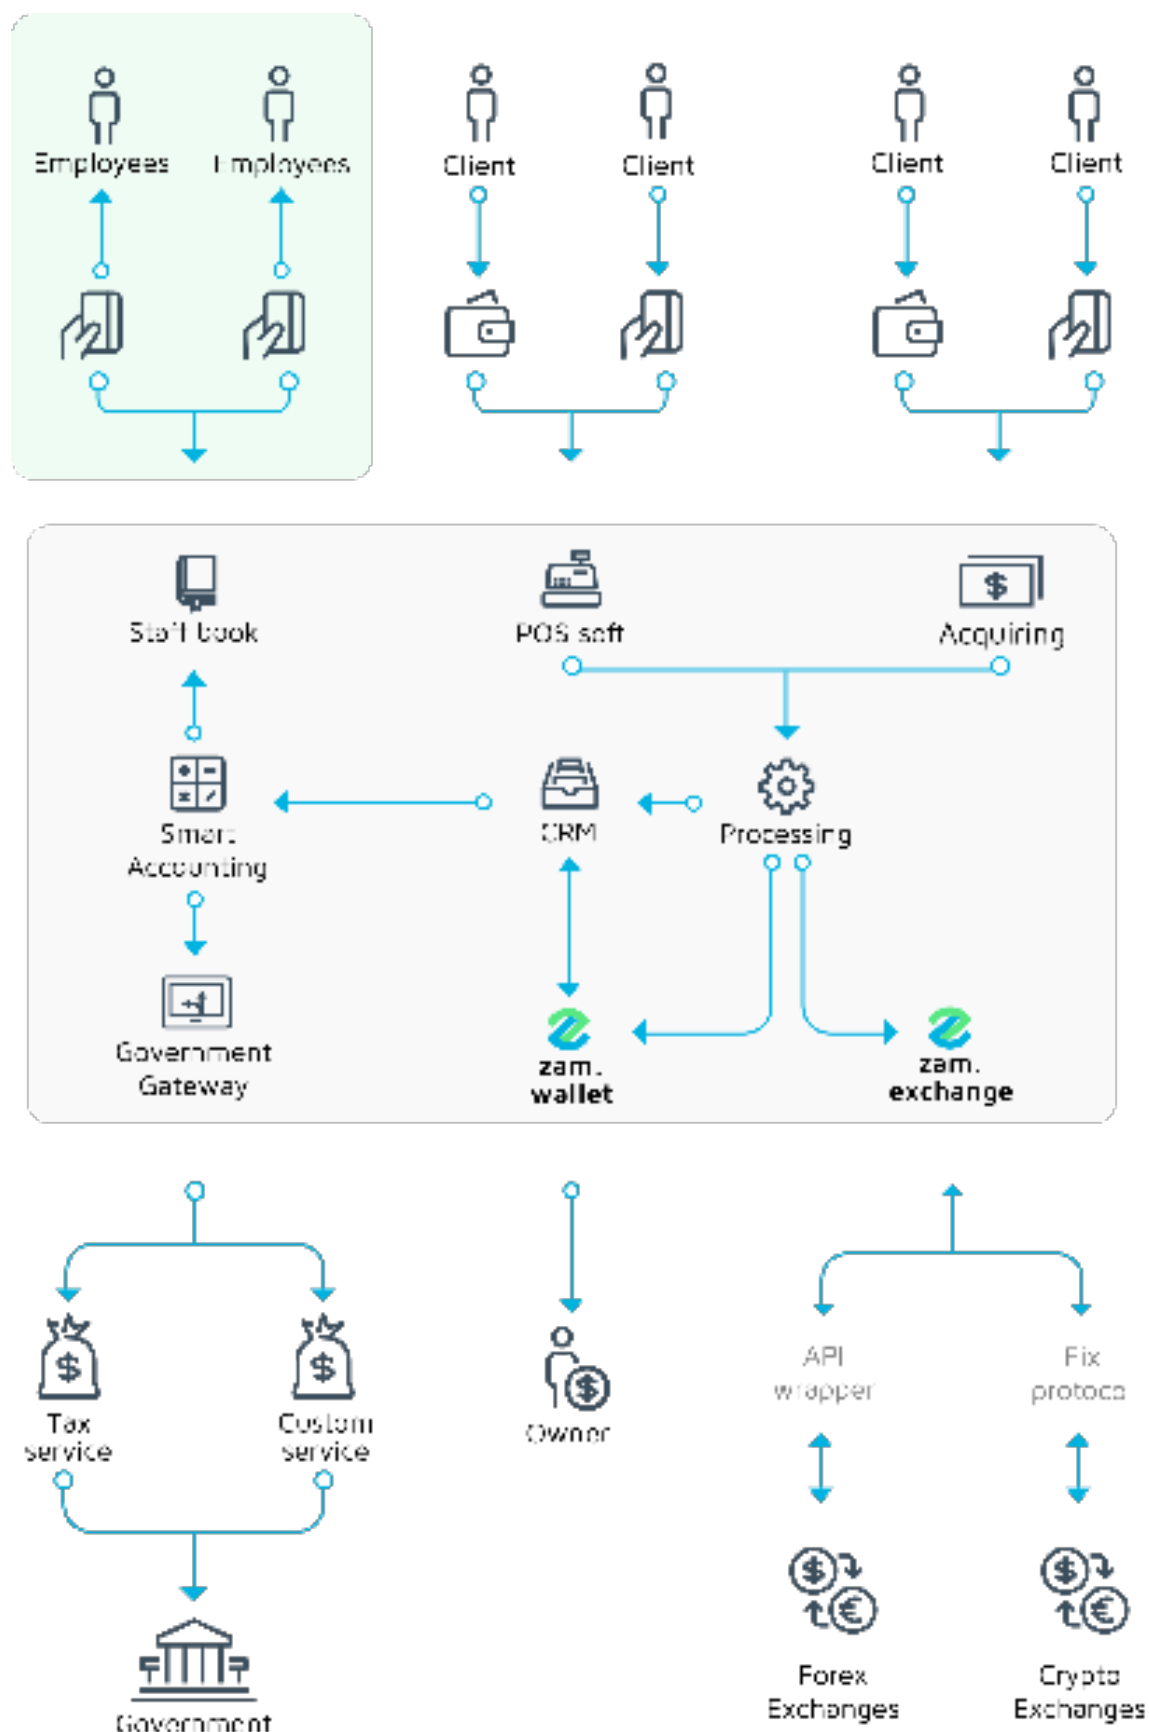 Employees
Employees
Client
Client
Client
Client
Staff book
POS soft
Acquiring
Smart
Accounting
CRM
Processing
Government
Gateway
zam.
wallet
zam.
exchange
Tax
service
Custom
service
Owner
API
wrapper
Fix
protoco
Government
Forex
Exchanges
Crypto
Exchanges